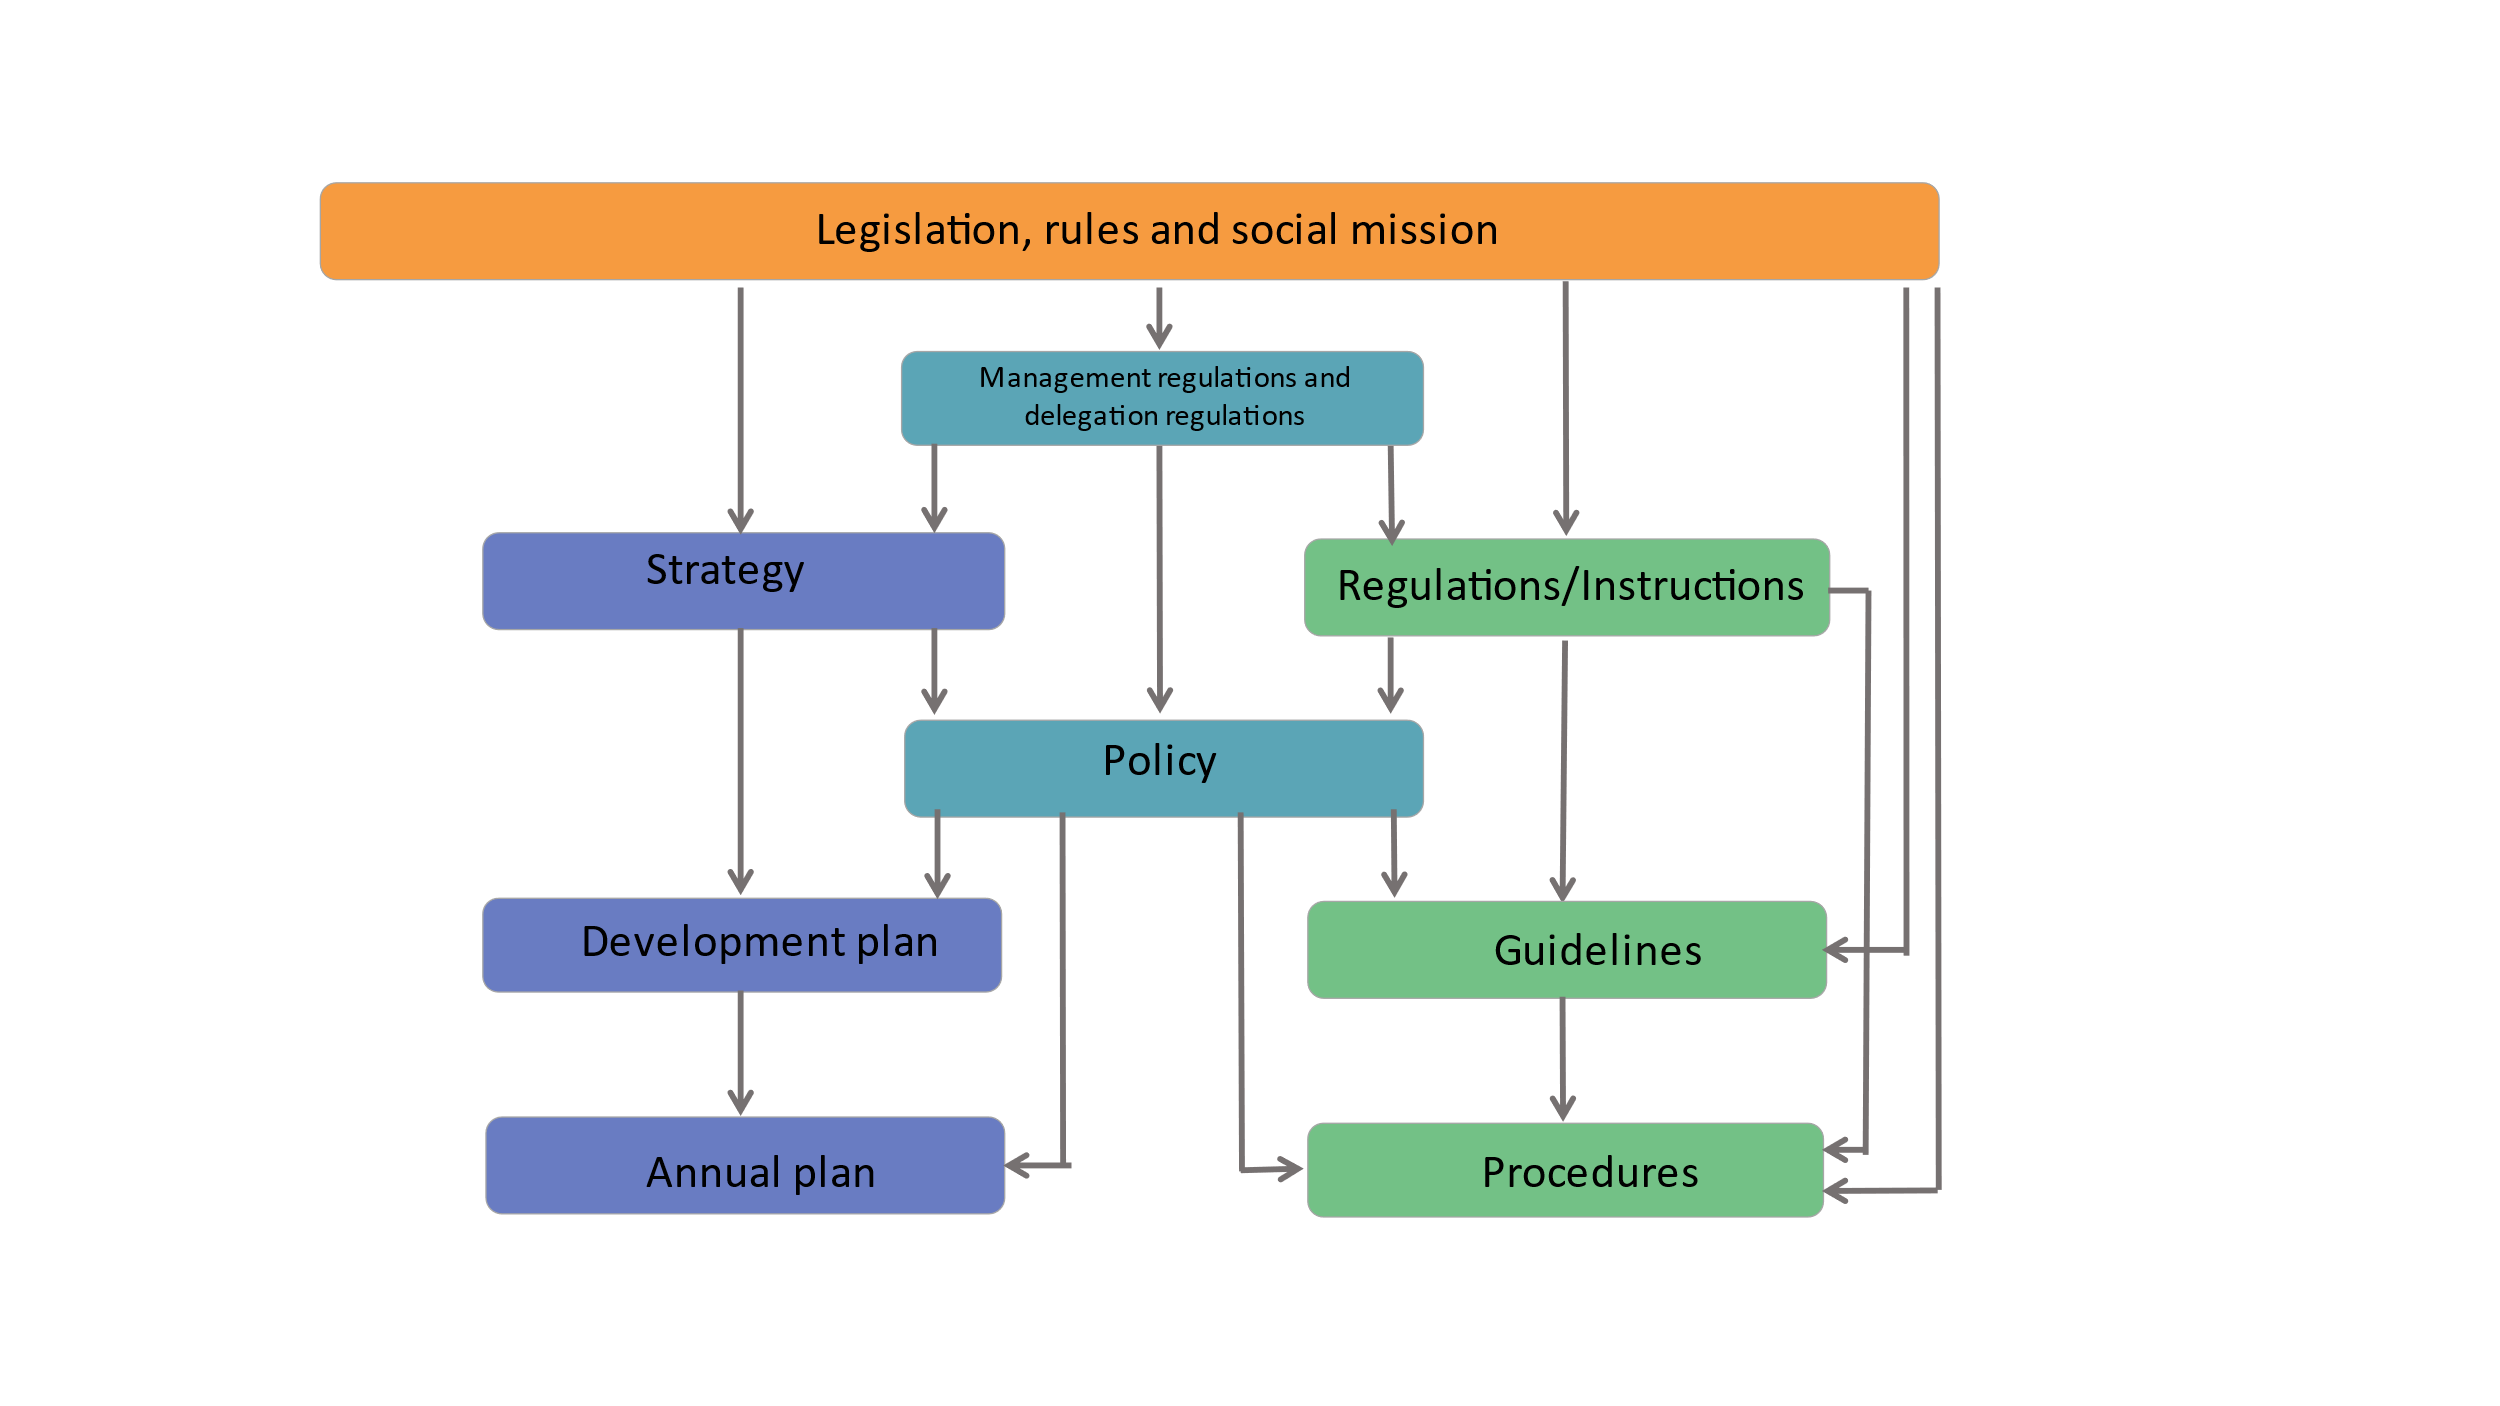 Legislation, rules and social mission
Management regulations and
delegation regulations
Strategy
Regulations/Instructions
Policy
Development plan
Guidelines
Annual plan
Procedures